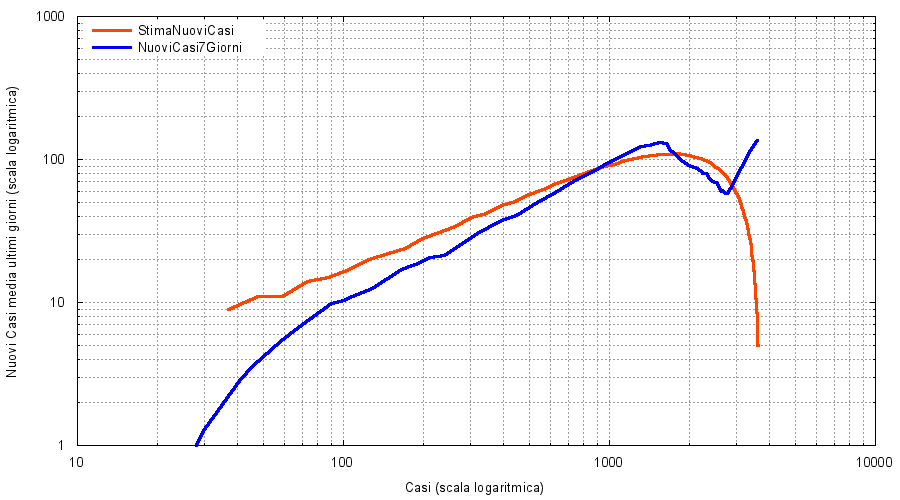 1000
StimaNuoviCasi
NuoviCasi7Giorni
100
10
1
10
100
1000
10000
Nuovi Casi media ultimi giorni (scala logaritmica)
Casi (scala logaritmica)